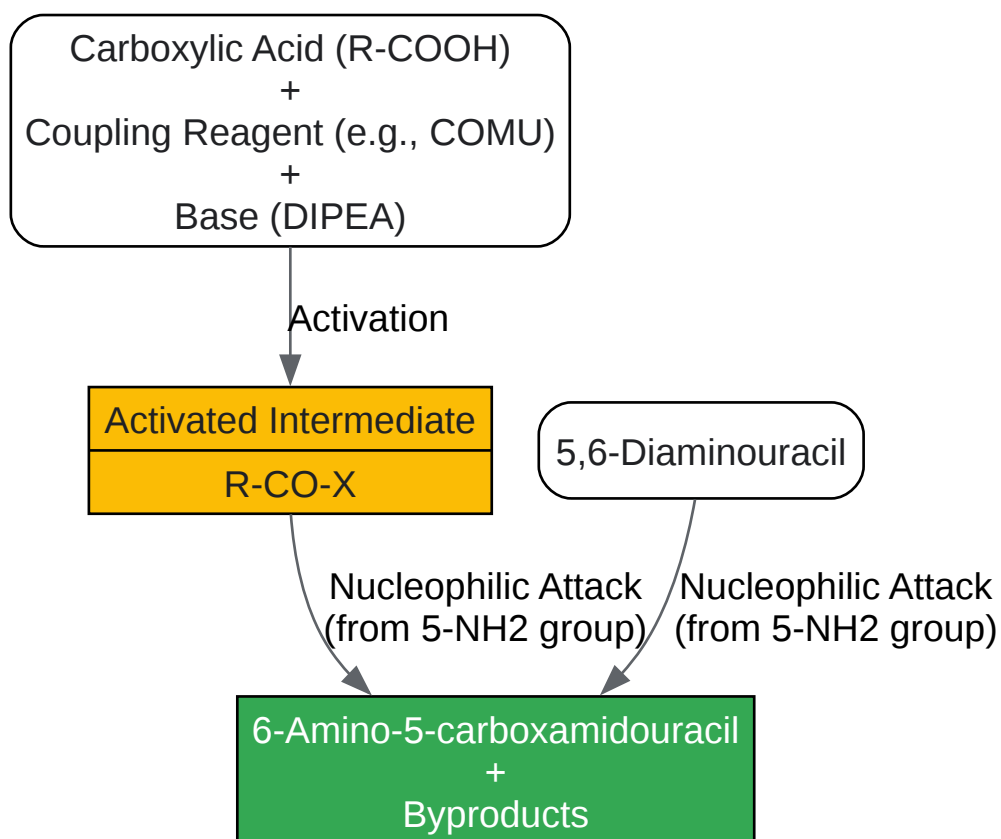 Carboxylic Acid (R-COOH)
+
Coupling Reagent (e.g., COMU)
+
Base (DIPEA)
Activation
Activated Intermediate
R-CO-X
5,6-Diaminouracil
Nucleophilic Attack
(from 5-NH2 group)
Nucleophilic Attack
(from 5-NH2 group)
6-Amino-5-carboxamidouracil
+
Byproducts